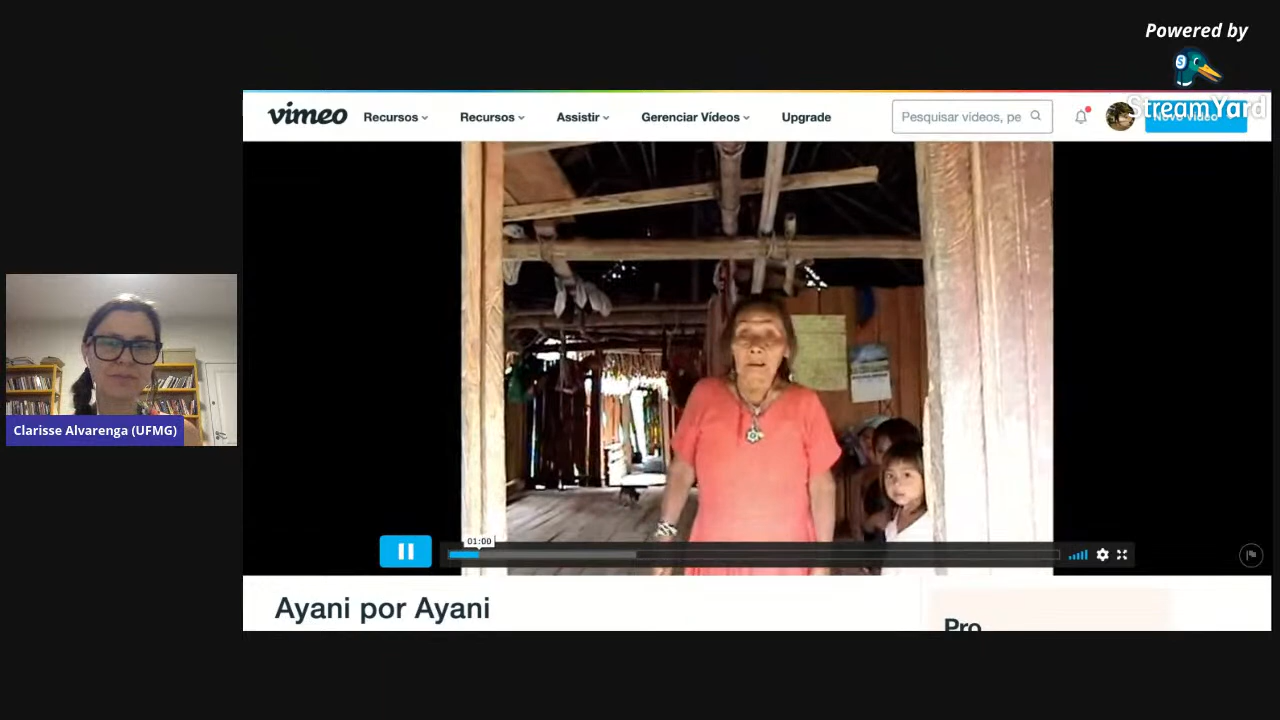 Powered by
StreamYard
vimeo Recursos Recursos Assistir Gerenciar Vídeos Upgrade Pesquisar vídeos, pe
01:00
Clarisse Alvarenga (UFMG)
Ayani por Ayani
Pro